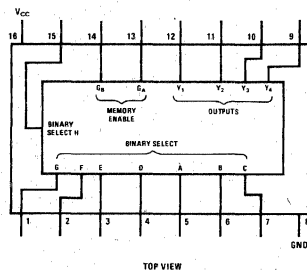 VCC
16 15 14 13 12 11 10 9
GB GA Y1 Y2 Y3 Y4
MEMORY ENABLE
OUTPUTS
BINARY SELECT H
BINARY SELECT
G F E D A B C
1 2 3 4 5 6 7 8
GND
TOP VIEW